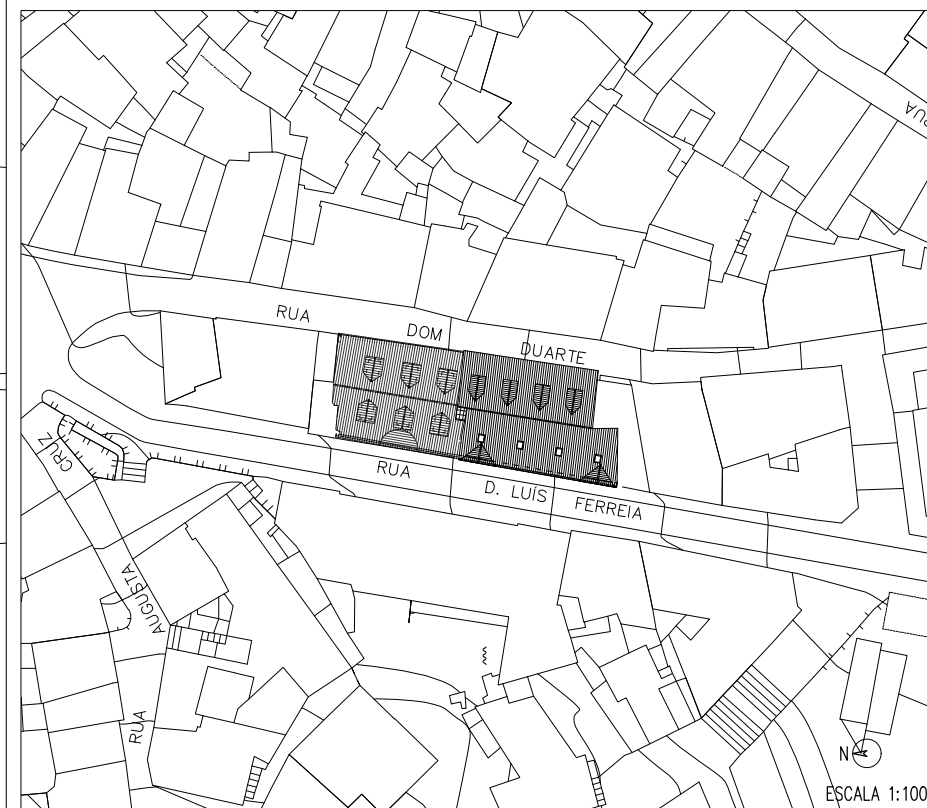 RUA
RUA
DOM
DUARTE
RUA
D. LUÍS
FERREIA
CRUZ
AUGUSTA
RUA
N
ESCALA 1:100